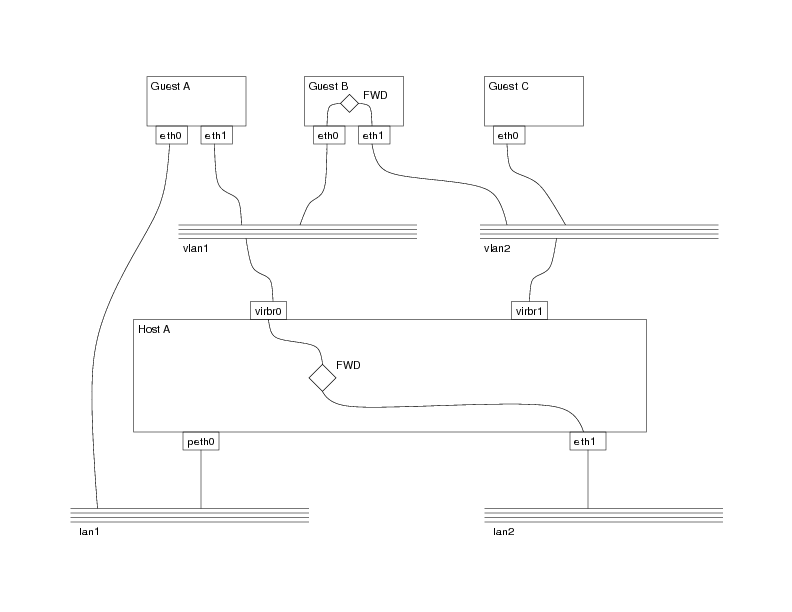 Guest A
Guest B
FWD
Guest C
eth0
eth1
eth0
eth1
eth0
vlan1
vlan2
virbr0
virbr1
Host A
FWD
peth0
eth1
lan1
lan2